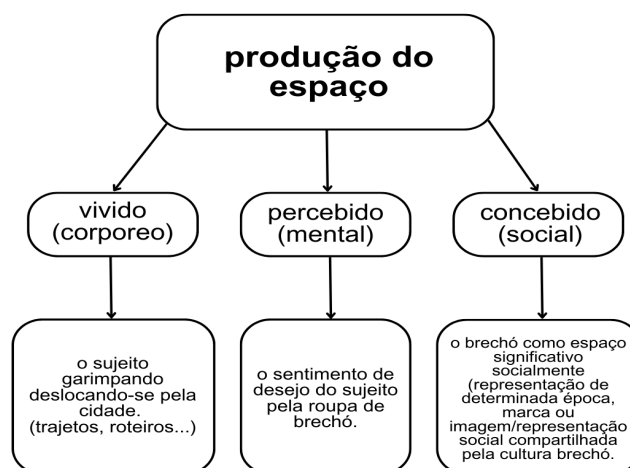 produção do
espaço
vivido
(corporeo)
percebido
(mental)
concebido
(social)
o sujeito
garimpando
deslocando-se pela
cidade.
(trajetos, roteiros...)
o sentimento de
desejo do sujeito
pela roupa de
brechó.
o brechó como espaço
significativo
socialmente
(representação de
determinada época,
marca ou
imagem/representação
social compartilhada
pela cultura brechó.